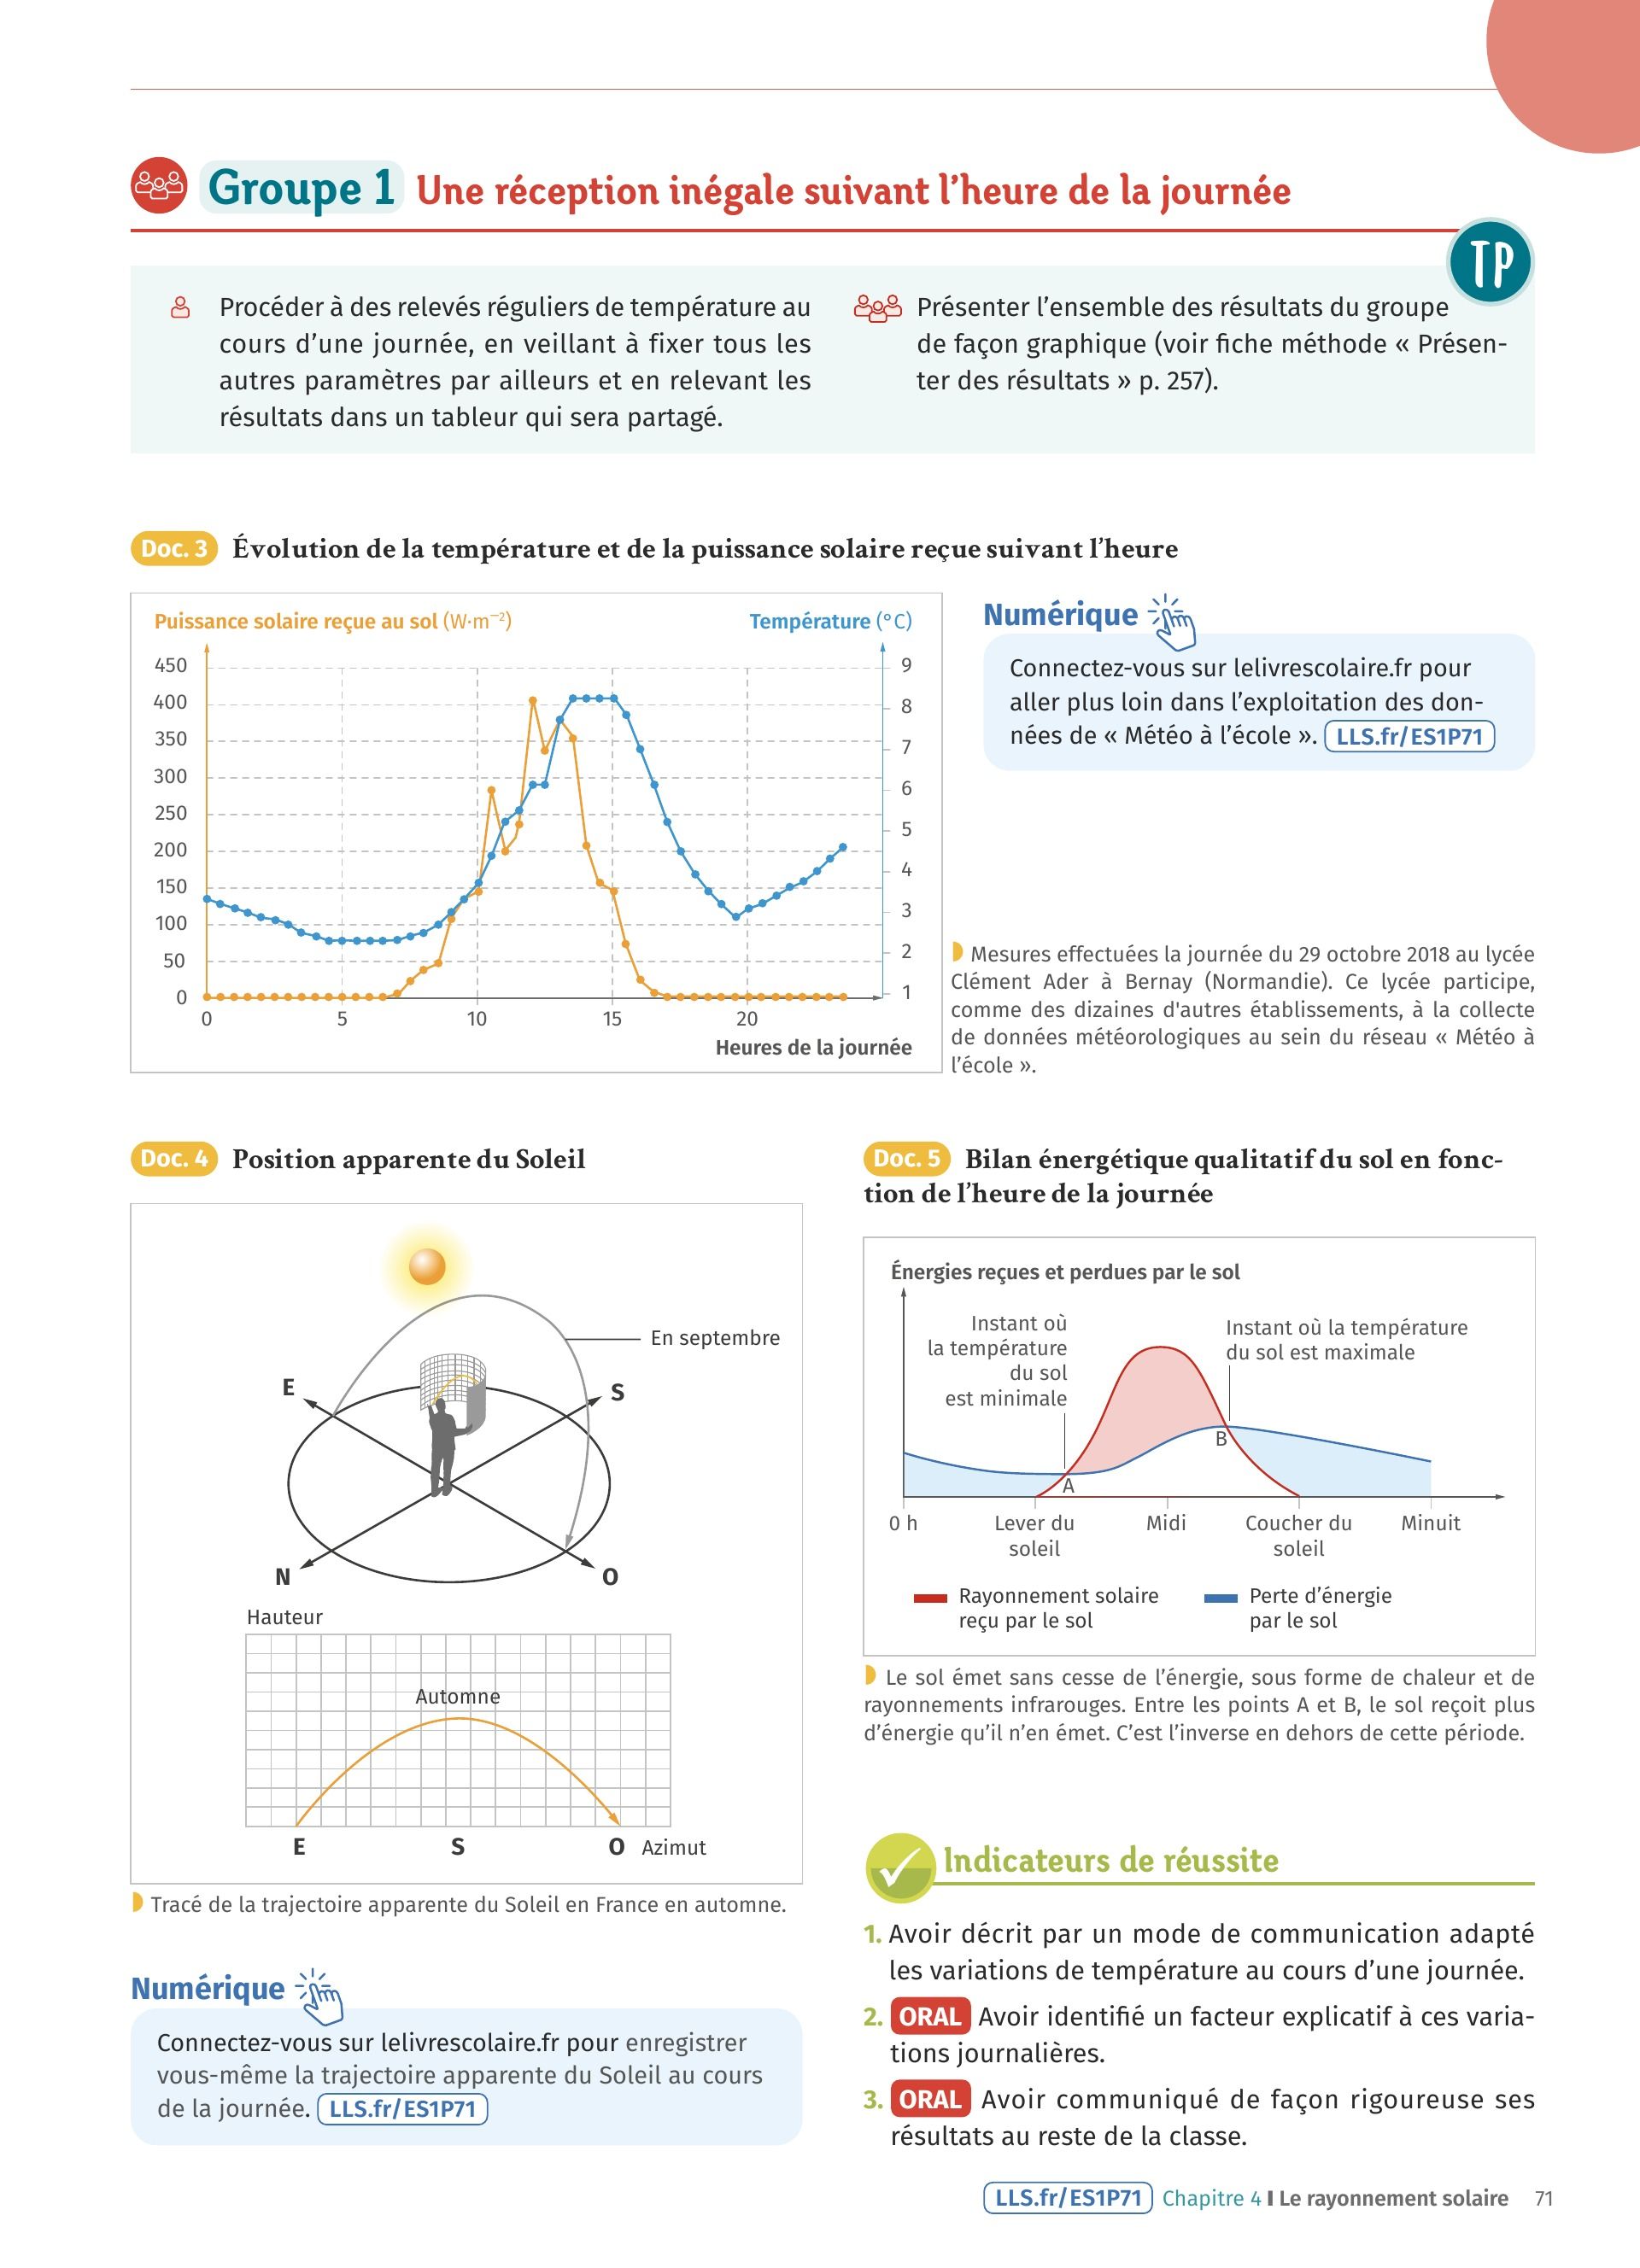 Groupe 1 Une réception inégale suivant l'heure de la journée
TP
Procéder à des relevés réguliers de température au
cours d'une journée, en veillant à fixer tous les
autres paramètres par ailleurs et en relevant les
résultats dans un tableur qui sera partagé.
Présenter l'ensemble des résultats du groupe
de façon graphique (voir fiche méthode « Présen-
ter des résultats » p. 257).
Doc. 3 Évolution de la température et de la puissance solaire reçue suivant l'heure
Puissance solaire reçue au sol (W·m⁻²)
Température (°C)
450
400
350
300
250
200
150
100
50
0
9
8
7
6
5
4
3
2
1
0 5 10 15 20
Heures de la journée
Numérique
Connectez-vous sur lelivrescolaire.fr pour
aller plus loin dans l'exploitation des don-
nées de « Météo à l'école ». LLS.fr/ES1P71
Mesures effectuées la journée du 29 octobre 2018 au lycée
Clément Ader à Bernay (Normandie). Ce lycée participe,
comme des dizaines d'autres établissements, à la collecte
de données météorologiques au sein du réseau « Météo à
l'école ».
Doc. 4 Position apparente du Soleil
En septembre
E
S
N
O
Hauteur
Automne
E S O Azimut
Tracé de la trajectoire apparente du Soleil en France en automne.
Numérique
Connectez-vous sur lelivrescolaire.fr pour enregistrer
vous-même la trajectoire apparente du Soleil au cours
de la journée. LLS.fr/ES1P71
Doc. 5 Bilan énergétique qualitatif du sol en fonc-
tion de l'heure de la journée
Énergies reçues et perdues par le sol
Instant où
la température
du sol
est minimale
Instant où la température
du sol est maximale
A
B
0 h
Lever du
soleil
Midi
Coucher du
soleil
Minuit
Rayonnement solaire
reçu par le sol
Perte d'énergie
par le sol
Le sol émet sans cesse de l'énergie, sous forme de chaleur et de
rayonnements infrarouges. Entre les points A et B, le sol reçoit plus
d'énergie qu'il n'en émet. C'est l'inverse en dehors de cette période.
Indicateurs de réussite
1. Avoir décrit par un mode de communication adapté
les variations de température au cours d'une journée.
2. ORAL Avoir identifié un facteur explicatif à ces varia-
tions journalières.
3. ORAL Avoir communiqué de façon rigoureuse ses
résultats au reste de la classe.
LLS.fr/ES1P71 Chapitre 4 I Le rayonnement solaire 71